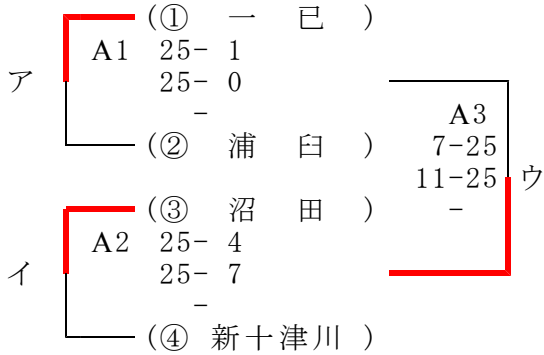 (① 一 已 )
A1 25- 1
ア 25- 0
-
(② 浦 臼 )
A3
7-25
11-25 ウ
-
(③ 沼 田 )
A2 25- 4
イ 25- 7
-
(④ 新十津川 )